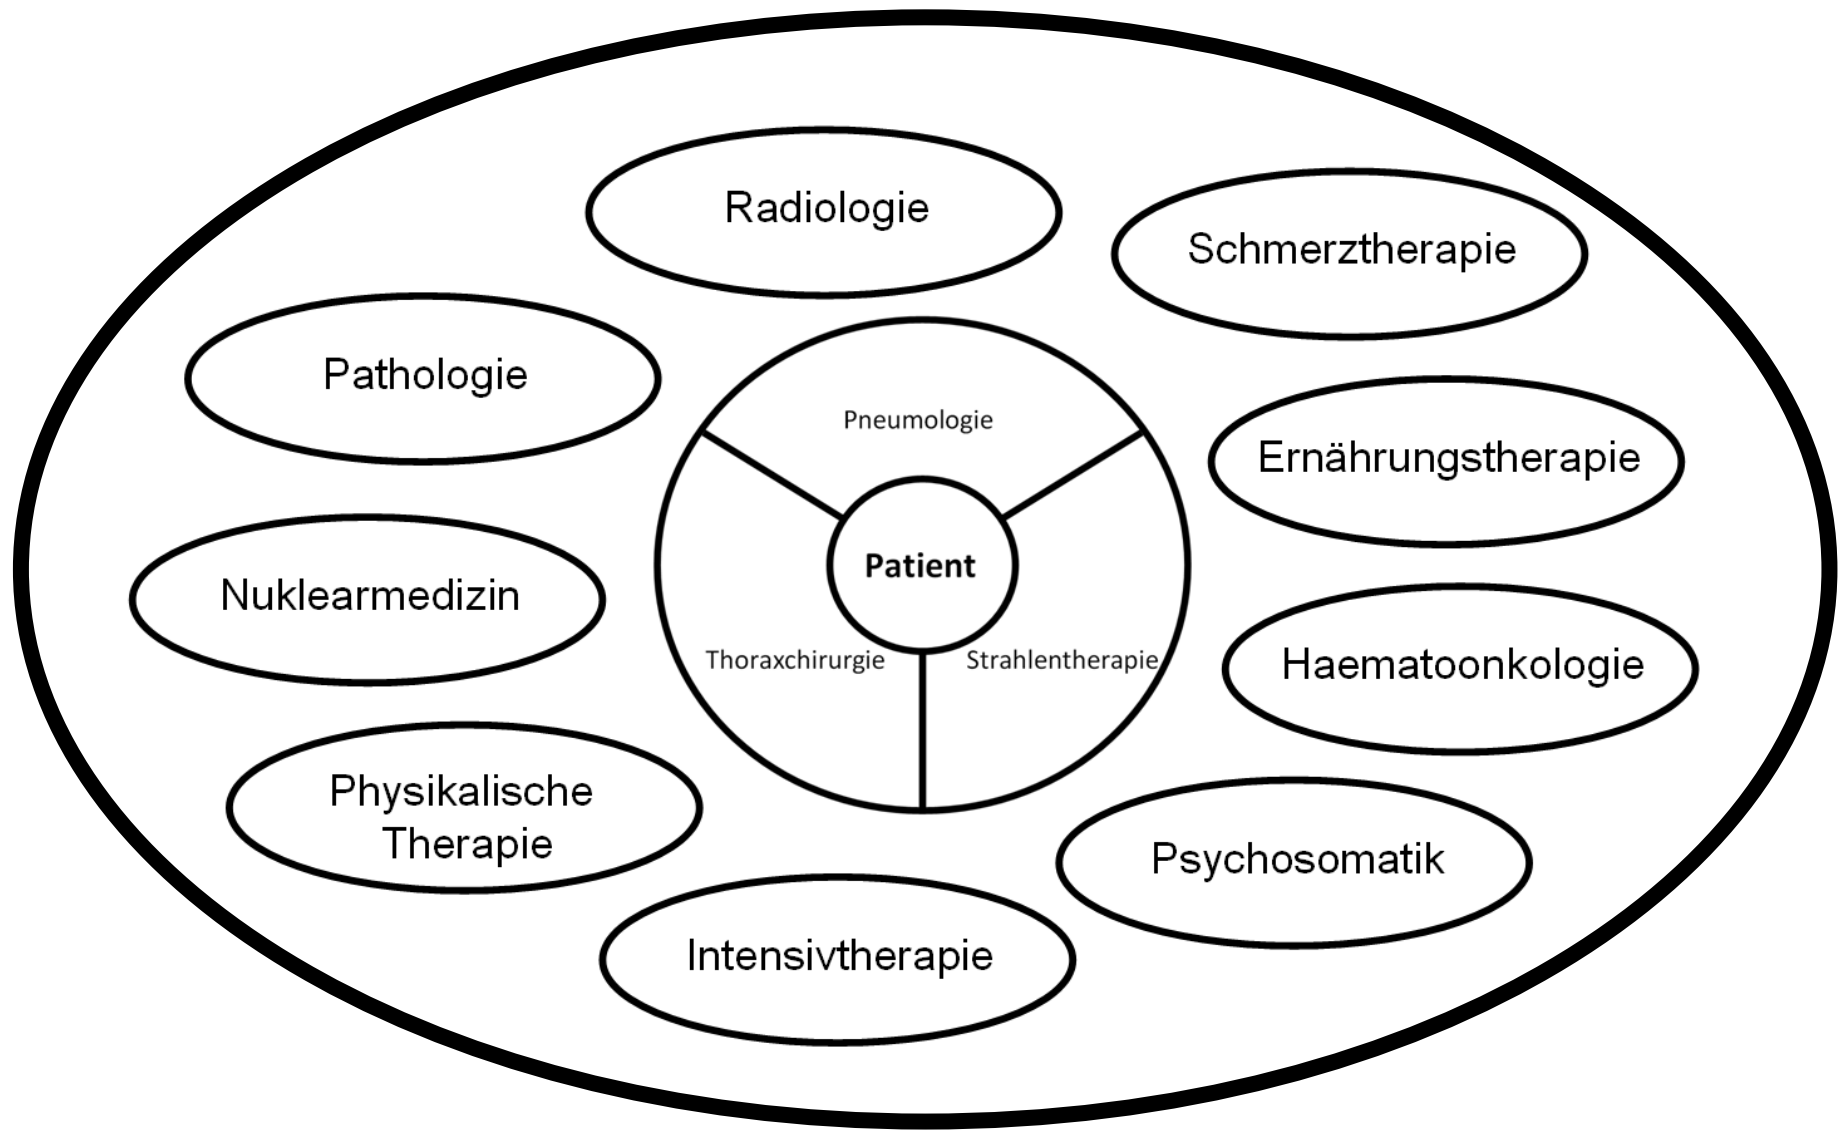 Radiologie
Schmerztherapie
Pathologie
Pneumologie
Ernährungstherapie
Patient
Nuklearmedizin
Thoraxchirurgie
Strahlentherapie
Haematoonkologie
Physikalische
Therapie
Psychosomatik
Intensivtherapie